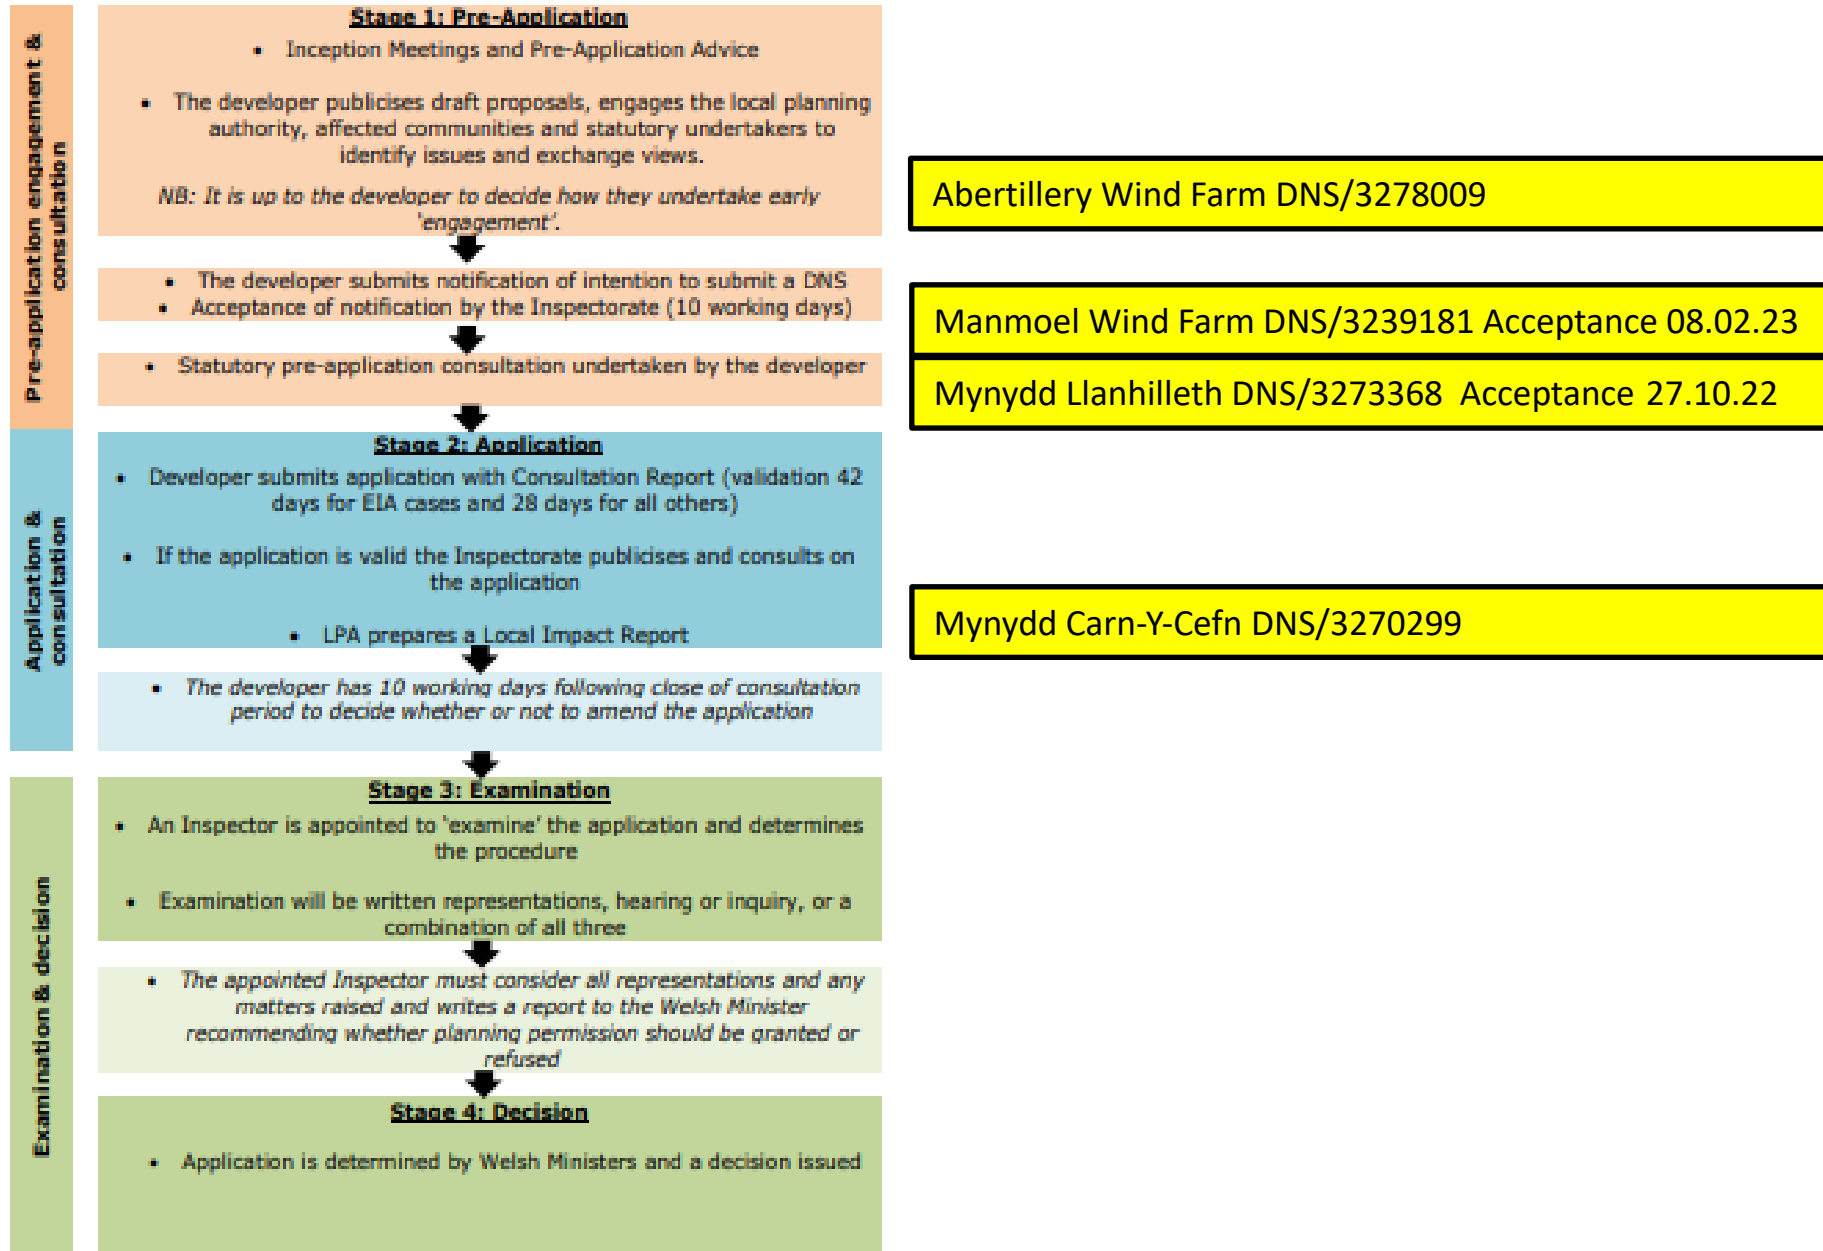 Pre-application engagement &
consultation
Stage 1: Pre-Application
• Inception Meetings and Pre-Application Advice
• The developer publicises draft proposals, engages the local planning
authority, affected communities and statutory undertakers to
identify issues and exchange views.
NB: It is up to the developer to decide how they undertake early
'engagement'.
Abertillery Wind Farm DNS/3278009
• The developer submits notification of intention to submit a DNS
• Acceptance of notification by the Inspectorate (10 working days)
Manmoel Wind Farm DNS/3239181 Acceptance 08.02.23
• Statutory pre-application consultation undertaken by the developer
Mynydd Llanhilleth DNS/3273368 Acceptance 27.10.22
Application &
consultation
Stage 2: Application
• Developer submits application with Consultation Report (validation 42
days for EIA cases and 28 days for all others)
• If the application is valid the Inspectorate publicises and consults on
the application
• LPA prepares a Local Impact Report
Mynydd Carn-Y-Cefn DNS/3270299
• The developer has 10 working days following close of consultation
period to decide whether or not to amend the application
Examination & decision
Stage 3: Examination
• An Inspector is appointed to 'examine' the application and determines
the procedure
• Examination will be written representations, hearing or inquiry, or a
combination of all three
• The appointed Inspector must consider all representations and any
matters raised and writes a report to the Welsh Minister
recommending whether planning permission should be granted or
refused
Stage 4: Decision
• Application is determined by Welsh Ministers and a decision issued